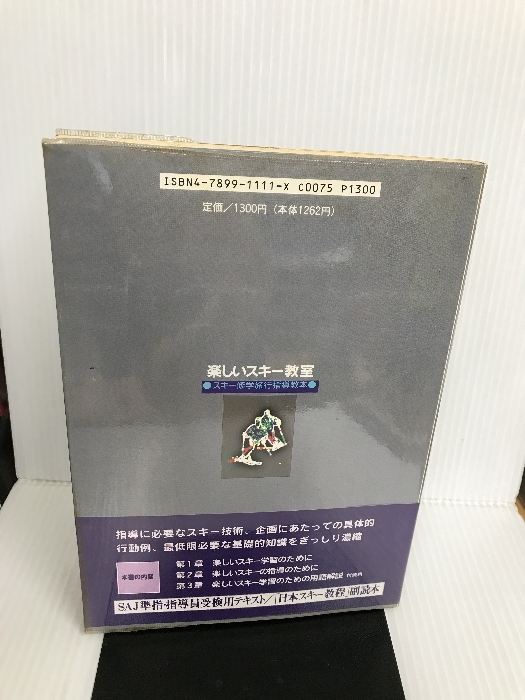 ISBN4-7899-1111-X C0075 P1300
定価/1300円(本体1262円)
楽しいスキー教室
●スキー修学旅行指導教本●
指導に必要なスキー技術、企画にあたっての具体的
行動例、最低限必要な基礎的知識をぎっしり濃縮
本書の内容
第1章 楽しいスキー学習のために
第2章 楽しいスキーの指導のために
第3章 楽しいスキー学習のための用語解説
SAJ準指・指導員受検用テキスト/「日本スキー教程」副読本